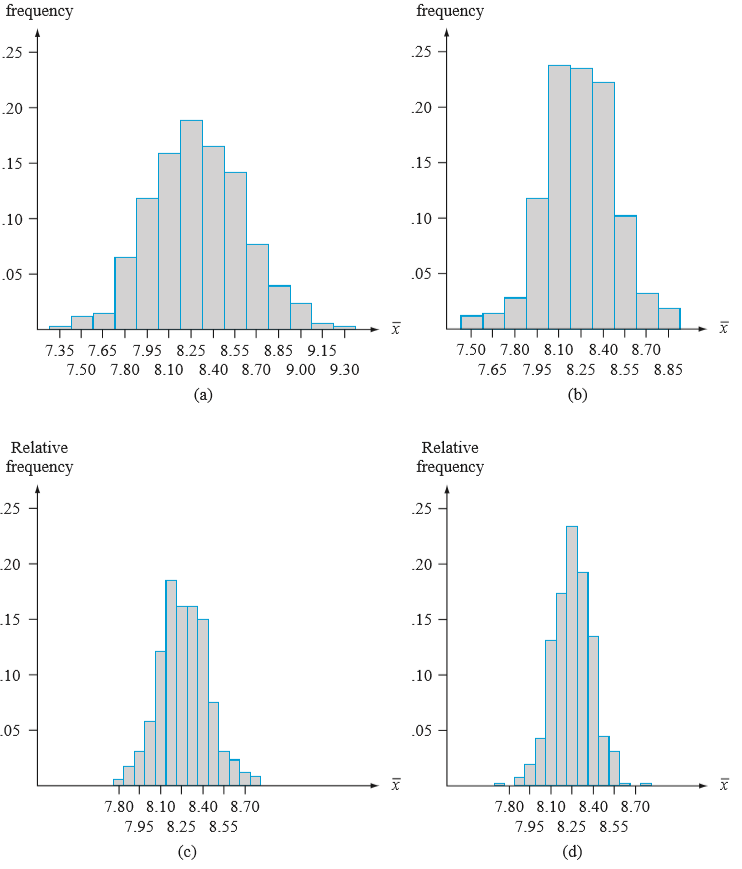 frequency
.25
.20
.15
.10
.05
x̅
7.35 7.65 7.95 8.25 8.55 8.85 9.15
7.50 7.80 8.10 8.40 8.70 9.00 9.30
(a)
frequency
.25
.20
.15
.10
.05
x̅
7.50 7.80 8.10 8.40 8.70
7.65 7.95 8.25 8.55 8.85
(b)
Relative
frequency
.25
.20
.15
.10
.05
x̅
7.80 8.10 8.40 8.70
7.95 8.25 8.55
(c)
Relative
frequency
.25
.20
.15
.10
.05
x̅
7.80 8.10 8.40 8.70
7.95 8.25 8.55
(d)